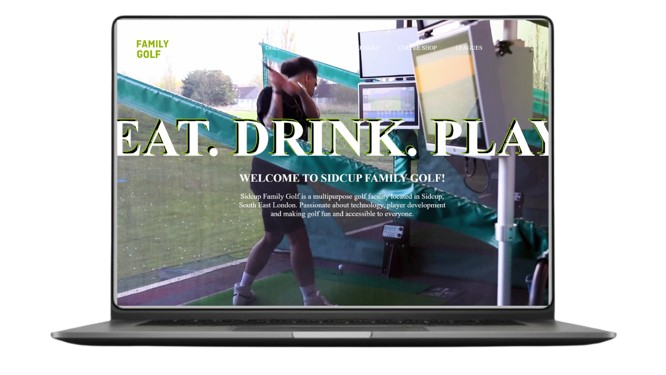 FAMILY
GOLF
SHOP
LEAGUES
EAT. DRINK. PLAY
WELCOME TO SIDCUP FAMILY GOLF!
Sidcup Family Golf is a multipurpose golf facility located in Sidcup,
South East London. Passionate about technology, player development
and making golf fun and accessible to everyone.